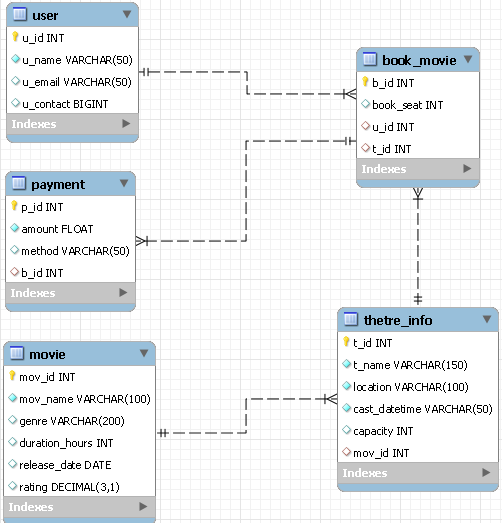 user
u_id INT
u_name VARCHAR(50)
u_email VARCHAR(50)
u_contact BIGINT
Indexes
book_movie
b_id INT
book_seat INT
u_id INT
t_id INT
Indexes
payment
p_id INT
amount FLOAT
method VARCHAR(50)
b_id INT
Indexes
thetre_info
t_id INT
t_name VARCHAR(150)
location VARCHAR(100)
cast_datetime VARCHAR(50)
capacity INT
mov_id INT
Indexes
movie
mov_id INT
mov_name VARCHAR(100)
genre VARCHAR(200)
duration_hours INT
release_date DATE
rating DECIMAL(3,1)
Indexes